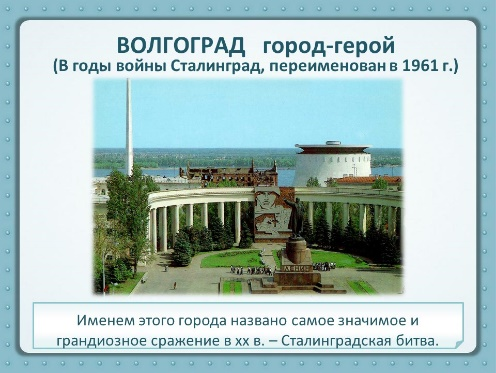 ВОЛГОГРАД город-герой
(В годы войны Сталинград, переименован в 1961 г.)
ЛЕНИН
Именем этого города названо самое значимое и
грандиозное сражение в хх в. – Сталинградская битва.